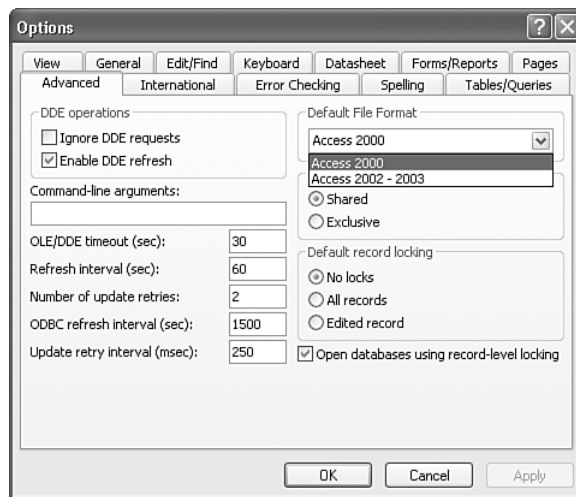 Options
View General Edit/Find Keyboard Datasheet Forms/Reports Pages
Advanced International Error Checking Spelling Tables/Queries
DDE operations
Ignore DDE requests
Enable DDE refresh
Command-line arguments:
OLE/DDE timeout (sec): 30
Refresh interval (sec): 60
Number of update retries: 2
ODBC refresh interval (sec): 1500
Update retry interval (msec): 250
Default File Format
Access 2000
Access 2000
Access 2002 - 2003
Shared
Exclusive
Default record locking
No locks
All records
Edited record
Open databases using record-level locking
OK Cancel Apply